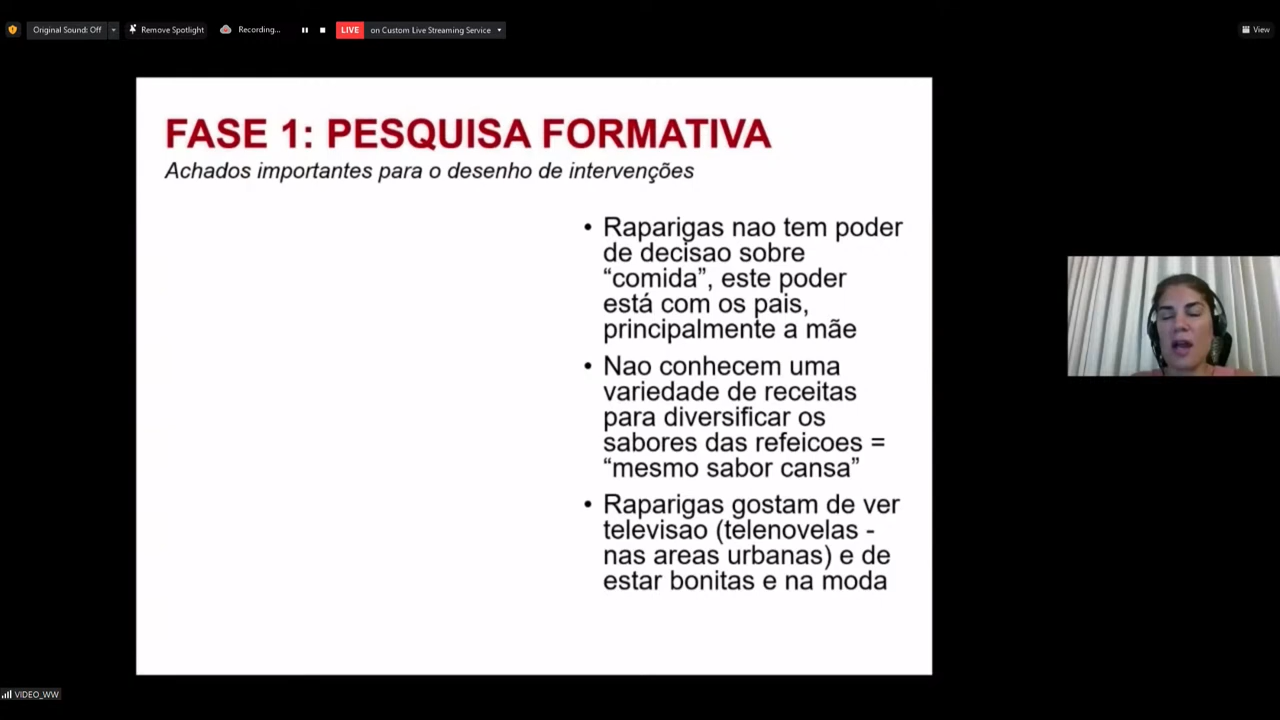 Original Sound: Off
Remove Spotlight
Recording...
LIVE
on Custom Live Streaming Service
View
FASE 1: PESQUISA FORMATIVA
Achados importantes para o desenho de intervenções
• Raparigas nao tem poder
de decisao sobre
“comida”, este poder
está com os pais,
principalmente a mãe
• Nao conhecem uma
variedade de receitas
para diversificar os
sabores das refeicoes =
“mesmo sabor cansa”
• Raparigas gostam de ver
televisao (telenovelas -
nas areas urbanas) e de
estar bonitas e na moda
VIDEO_WW